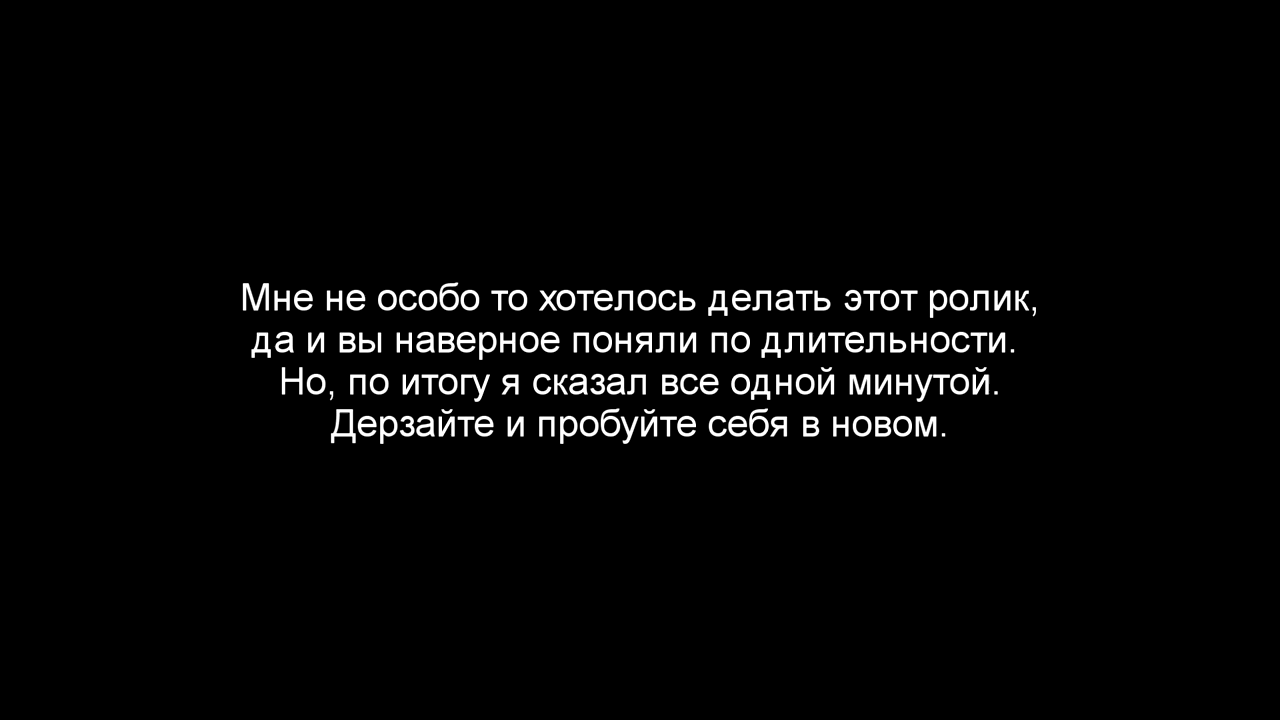 Мне не особо то хотелось делать этот ролик,
да и вы наверное поняли по длительности.
Но, по итогу я сказал все одной минутой.
Дерзайте и пробуйте себя в новом.